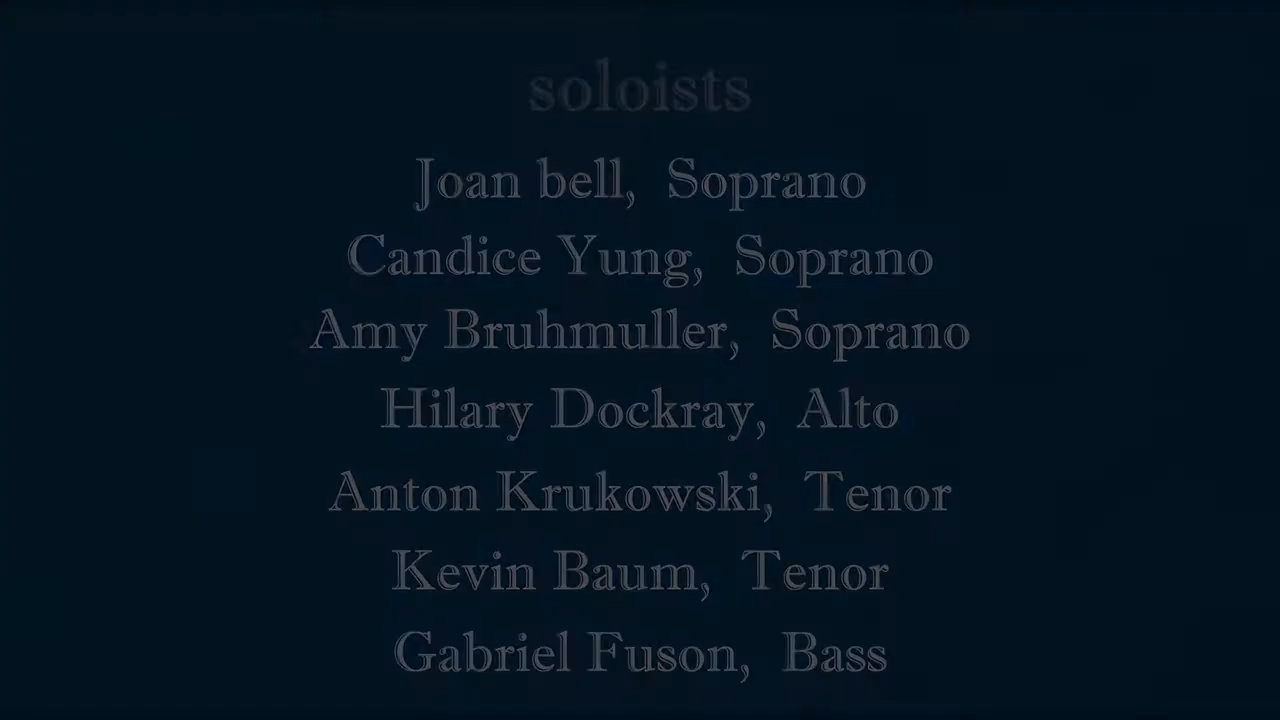 soloists
Joan bell, Soprano
Candice Yung, Soprano
Amy Bruhmuller, Soprano
Hilary Dockray, Alto
Anton Krukowski, Tenor
Kevin Baum, Tenor
Gabriel Fuson, Bass